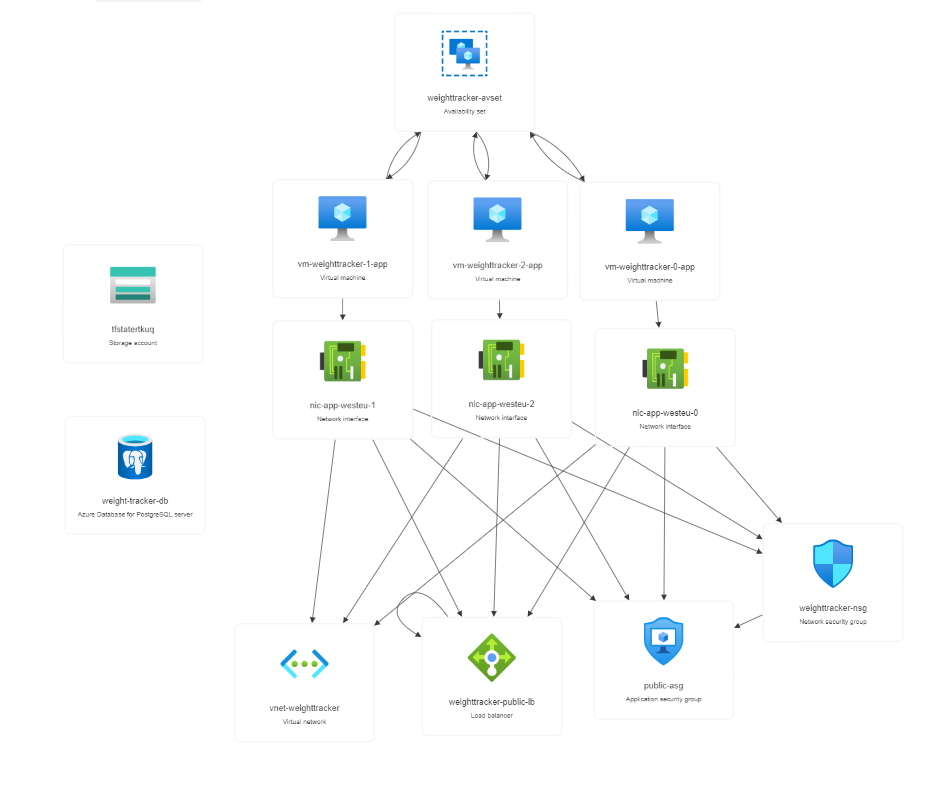 weighttracker-avset
Availability set
vm-weighttracker-1-app
Virtual machine
vm-weighttracker-2-app
Virtual machine
vm-weighttracker-0-app
Virtual machine
tfstatertkuq
Storage account
nic-app-westeu-1
Network interface
nic-app-westeu-2
Network interface
nic-app-westeu-0
Network interface
weight-tracker-db
Azure Database for PostgreSQL server
weighttracker-nsg
Network security group
vnet-weighttracker
Virtual network
weighttracker-public-lb
Load balancer
public-asg
Application security group